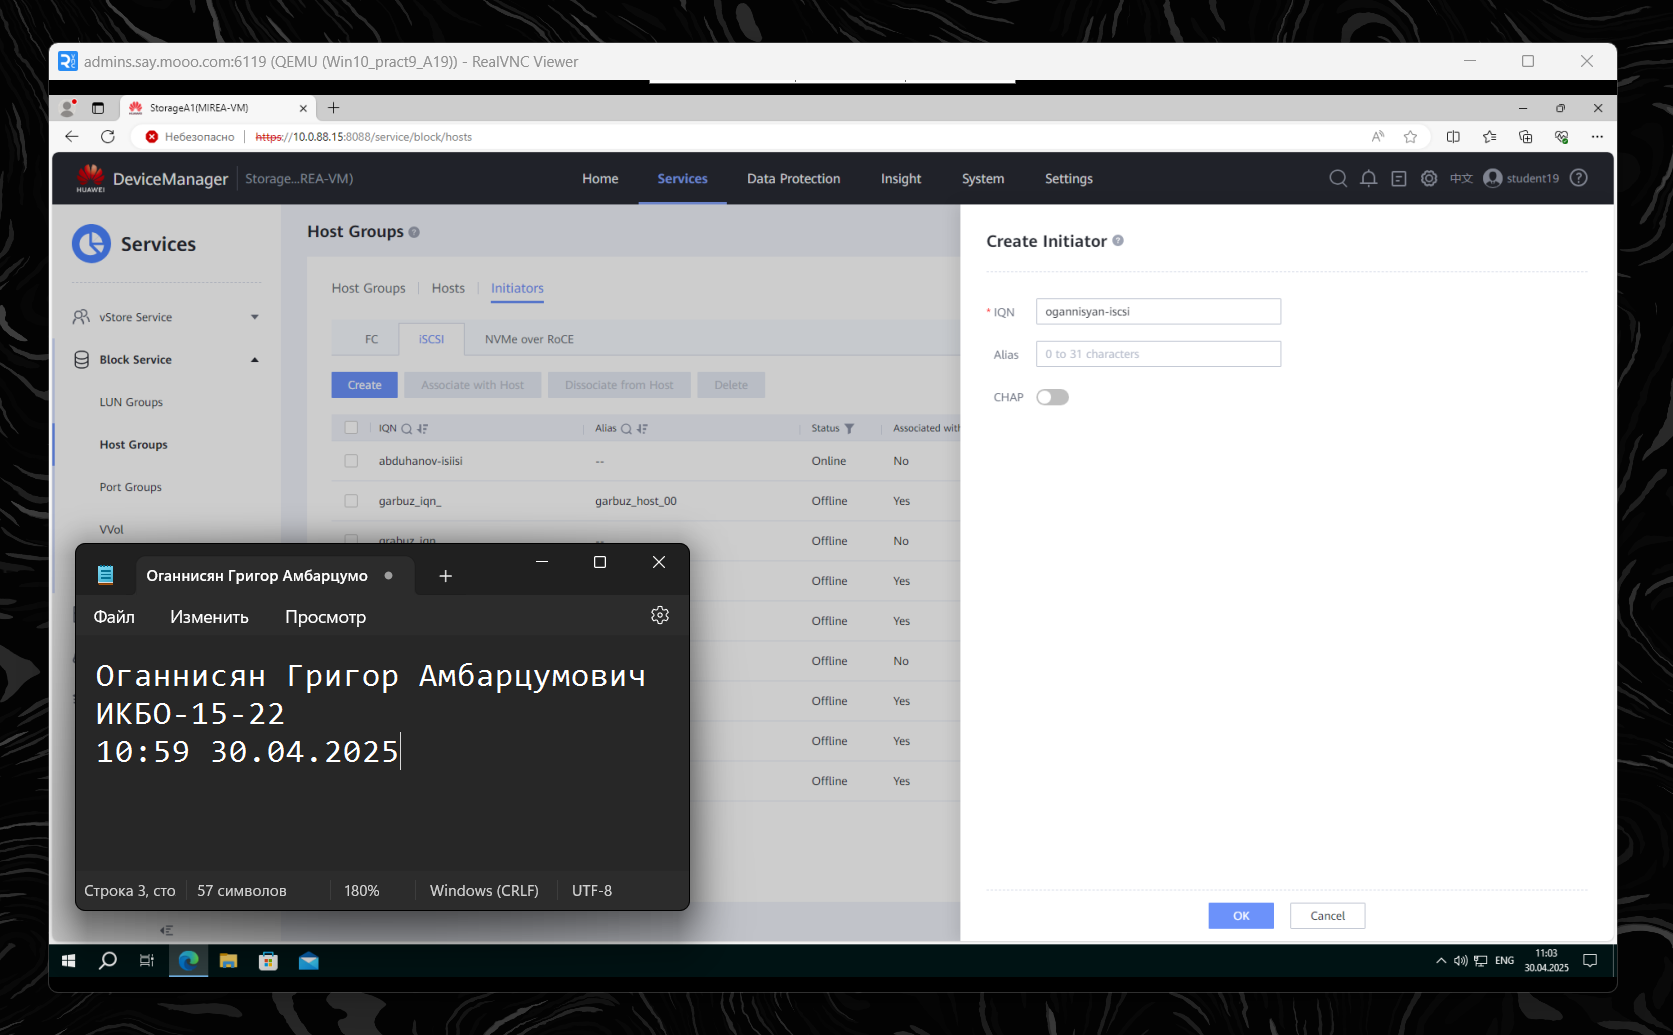 admins.say.mooo.com:6119 (QEMU (Win10_pract9_A19)) - RealVNC Viewer
StorageA1(MIREA-VM)
Небезопасно
https://10.0.88.15:8088/service/block/hosts
HUAWEI
DeviceManager
Storage...REA-VM)
Home
Services
Data Protection
Insight
System
Settings
中文
student19
Services
vStore Service
Block Service
LUN Groups
Host Groups
Port Groups
VVol
Host Groups
Host Groups
Hosts
Initiators
FC
iSCSI
NVMe over RoCE
Create
Associate with Host
Dissociate from Host
Delete
IQN
Alias
Status
Associated with
abduhanov-isiisi -- Online No
garbuz_iqn_ garbuz_host_00 Offline Yes
grabuz_iqn -- Offline No
Offline Yes
Offline Yes
Offline No
Offline Yes
Offline Yes
Offline Yes
Create Initiator
* IQN
ogannisyan-iscsi
Alias
0 to 31 characters
CHAP
OK
Cancel
Оганнисян Григор Амбарцумо
Файл
Изменить
Просмотр
Оганнисян Григор Амбарцумович
ИКБО-15-22
10:59 30.04.2025
Строка 3, сто
57 символов
180%
Windows (CRLF)
UTF-8
ENG
11:03
30.04.2025